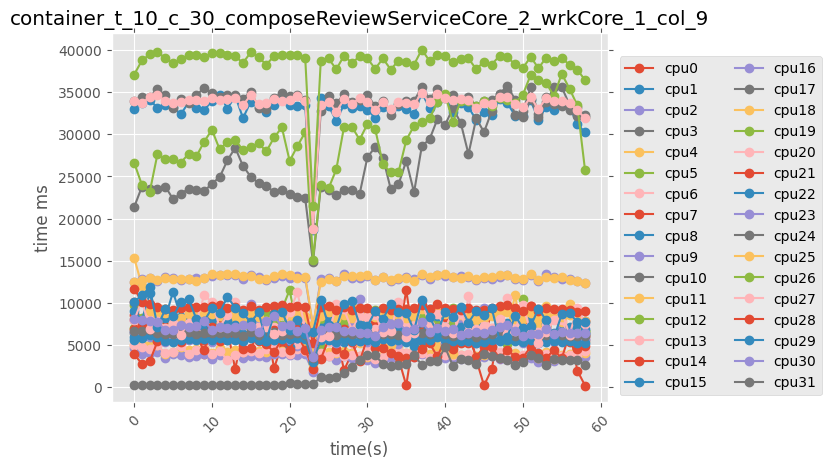 container_t_10_c_30_composeReviewServiceCore_2_wrkCore_1_col_9
time ms
40000
35000
30000
25000
20000
15000
10000
5000
0
0
10
20
30
40
50
60
time(s)
cpu0
cpu1
cpu2
cpu3
cpu4
cpu5
cpu6
cpu7
cpu8
cpu9
cpu10
cpu11
cpu12
cpu13
cpu14
cpu15
cpu16
cpu17
cpu18
cpu19
cpu20
cpu21
cpu22
cpu23
cpu24
cpu25
cpu26
cpu27
cpu28
cpu29
cpu30
cpu31